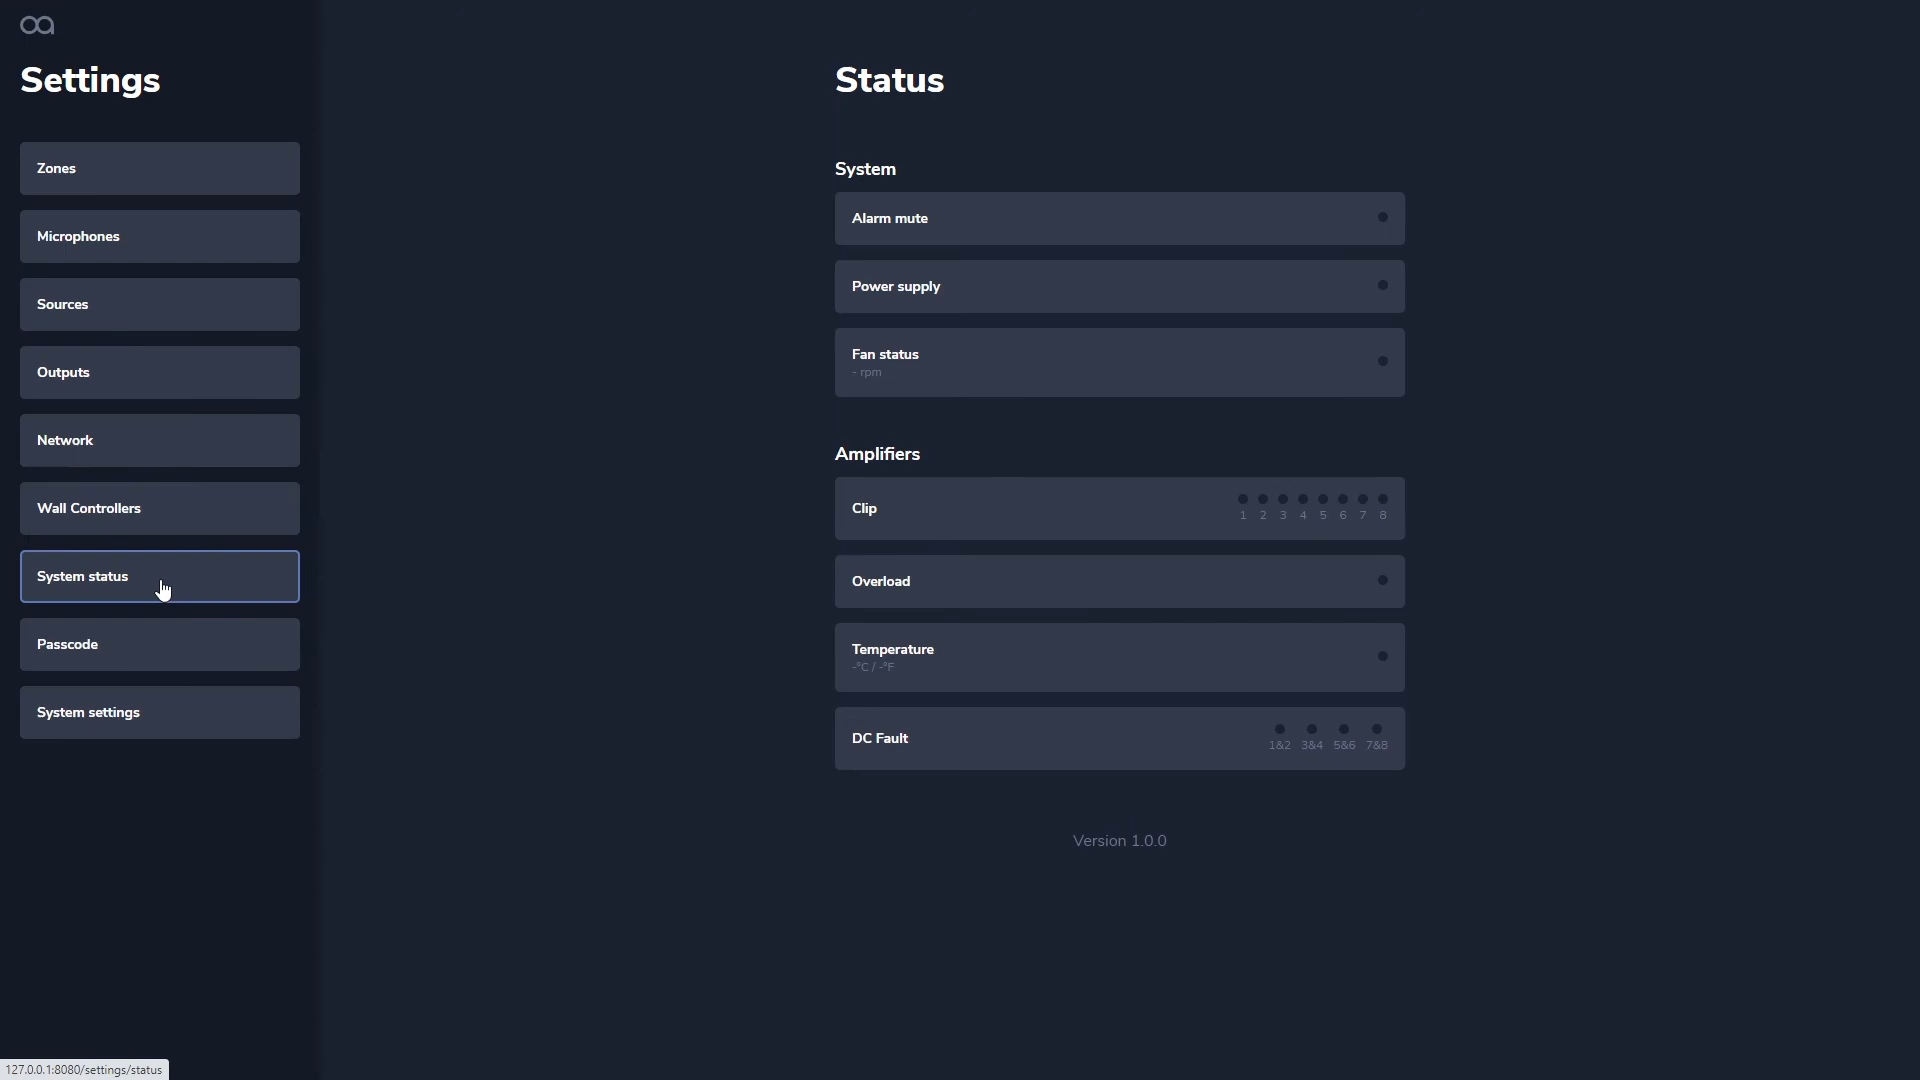 Settings
Zones
Microphones
Sources
Outputs
Network
Wall Controllers
System status
Passcode
System settings
Status
System
Alarm mute
Power supply
Fan status
- rpm
Amplifiers
Clip
1 2 3 4 5 6 7 8
Overload
Temperature
-°C / -°F
DC Fault
1&2 3&4 5&6 7&8
Version 1.0.0
127.0.0.1:8080/settings/status